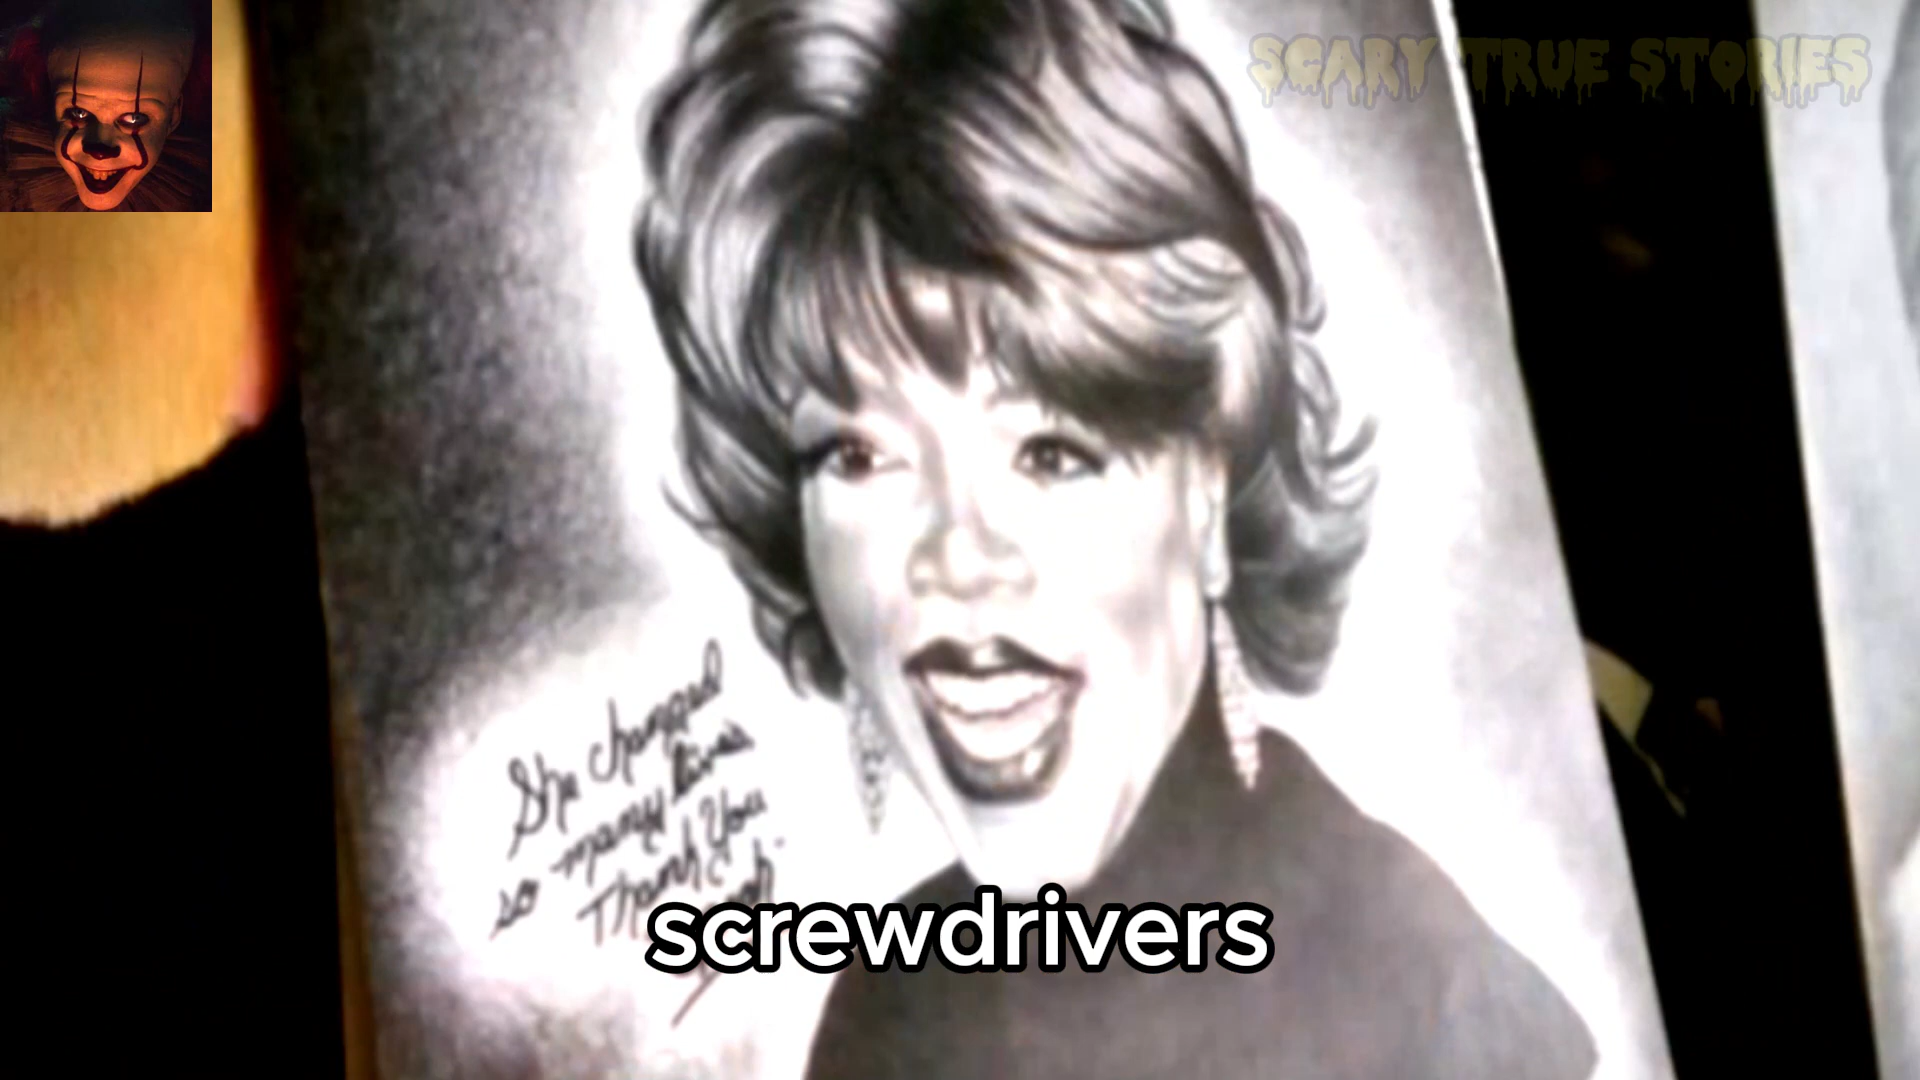 SCARY TRUE STORIES
She changed
so many lives
Thank You
screwdrivers